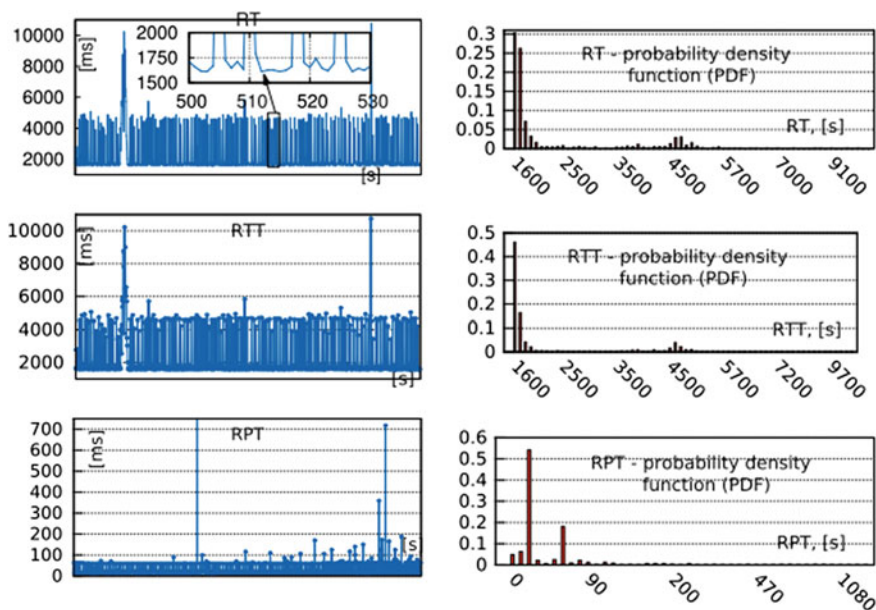 RT
10000
8000
6000
4000
2000
[ms]
[s]
2000
1750
1500
500 510 520 530
0.3
0.25
0.2
0.15
0.1
0.05
RT - probability density
function (PDF)
RT, [s]
1600 2500 3500 4500 5700 7000 9100
RTT
10000
8000
6000
4000
2000
[ms]
[s]
0.5
0.4
0.3
0.2
0.1
0
RTT - probability density
function (PDF)
RTT, [s]
1600 2500 3500 4500 5700 7200 9700
RPT
700
600
500
400
300
200
100
0
[ms]
[s]
0.6
0.5
0.4
0.3
0.2
0.1
0
RPT - probability density
function (PDF)
RPT, [s]
0 90 200 470 1080